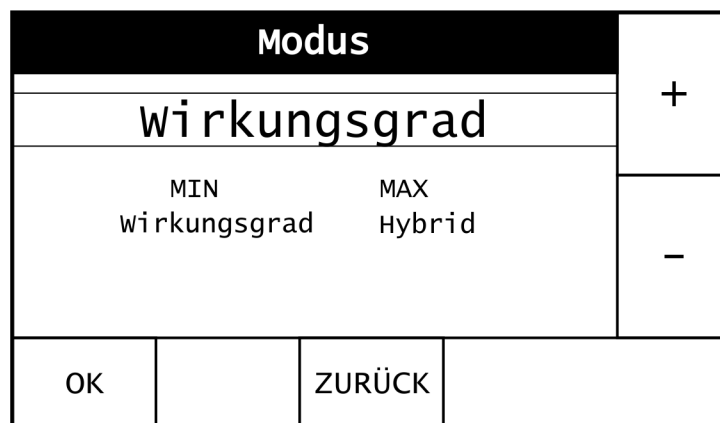 Modus
+
Wirkungsgrad
MIN MAX
Wirkungsgrad Hybrid
-
OK ZURÜCK